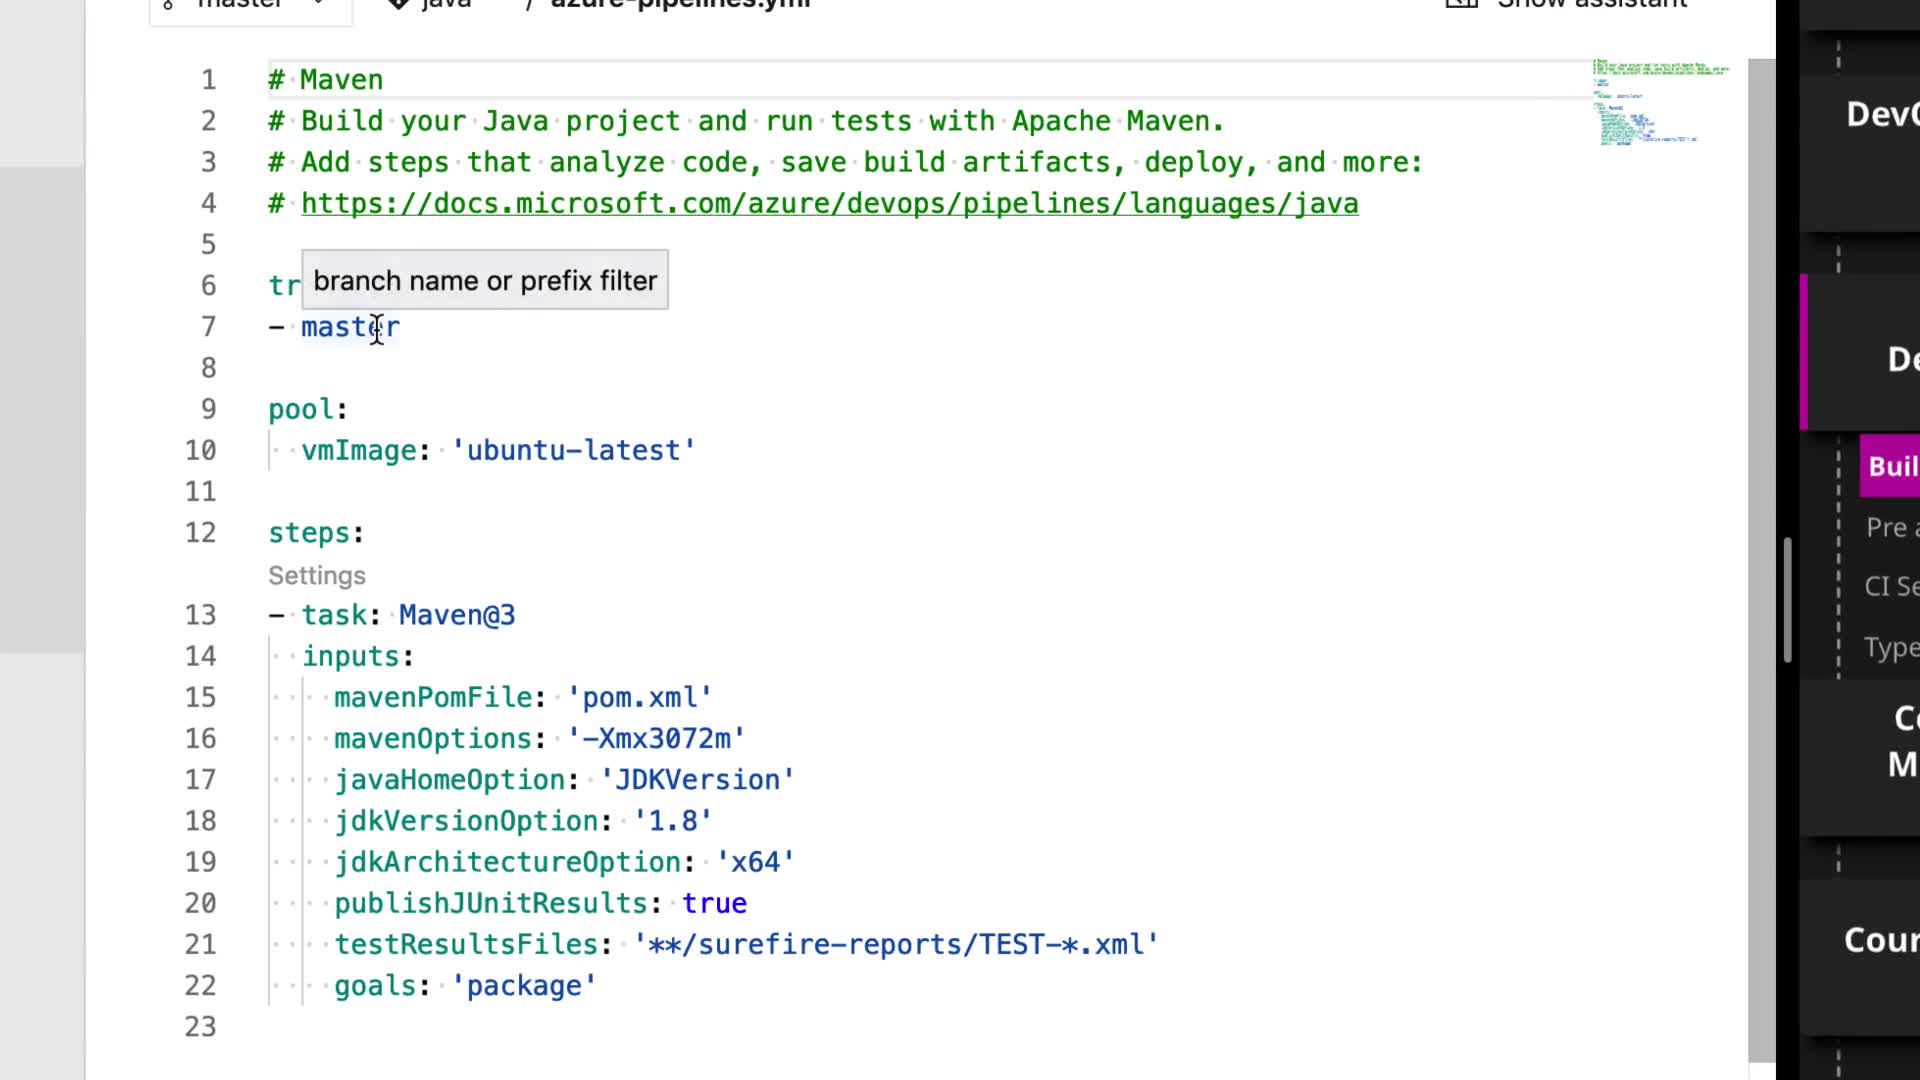 master java / azure-pipelines.yml Show assistant
1 # Maven
2 # Build your Java project and run tests with Apache Maven.
3 # Add steps that analyze code, save build artifacts, deploy, and more:
4 # https://docs.microsoft.com/azure/devops/pipelines/languages/java
5
branch name or prefix filter
6 tr
7 - master
8
9 pool:
10 vmImage: 'ubuntu-latest'
11
12 steps:
Settings
13 - task: Maven@3
14 inputs:
15 mavenPomFile: 'pom.xml'
16 mavenOptions: '-Xmx3072m'
17 javaHomeOption: 'JDKVersion'
18 jdkVersionOption: '1.8'
19 jdkArchitectureOption: 'x64'
20 publishJUnitResults: true
21 testResultsFiles: '**/surefire-reports/TEST-*.xml'
22 goals: 'package'
23
Dev
De
Buil
Pre a
CI Se
Type
Co
M
Cour